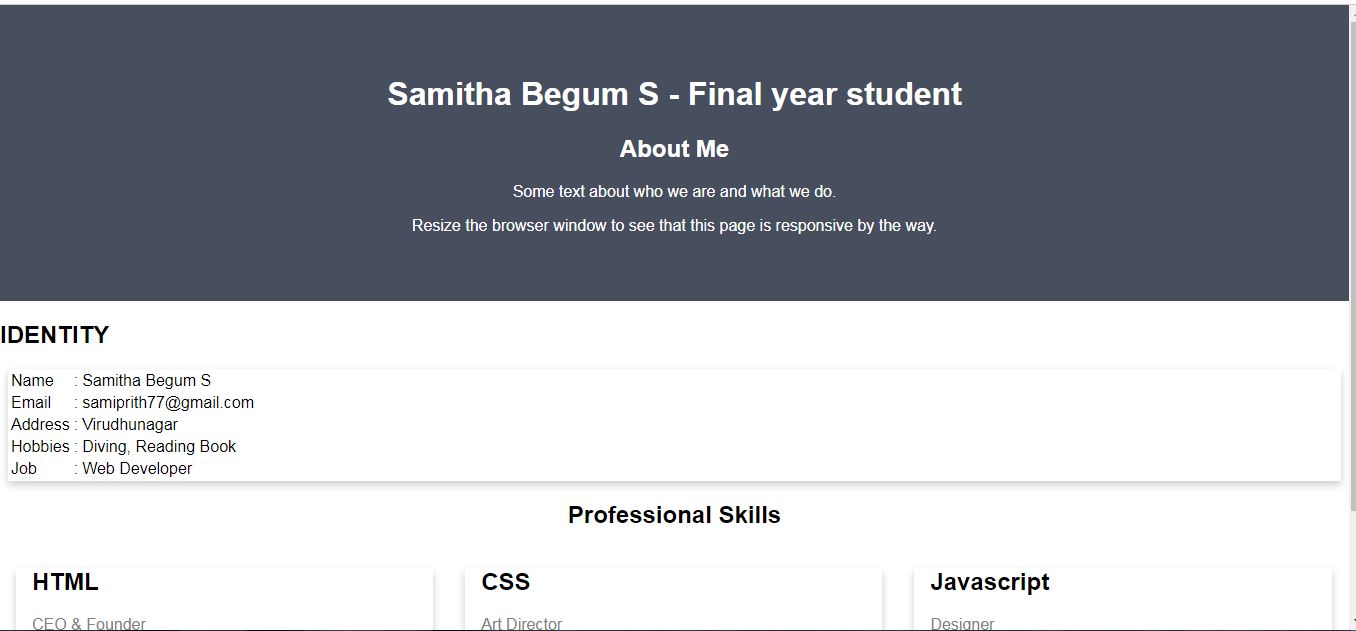 Samitha Begum S - Final year student
About Me
Some text about who we are and what we do.
Resize the browser window to see that this page is responsive by the way.
IDENTITY
Name : Samitha Begum S
Email : samiprith77@gmail.com
Address : Virudhunagar
Hobbies : Diving, Reading Book
Job : Web Developer
Professional Skills
HTML CSS Javascript
CEO & Founder Art Director Designer